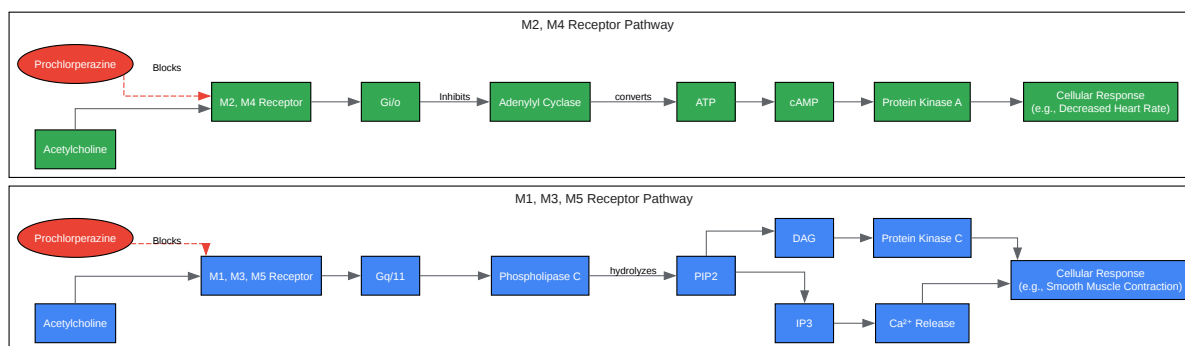 M2, M4 Receptor Pathway
Prochlorperazine
Blocks
M2, M4 Receptor
Gi/o
Inhibits
Adenylyl Cyclase
converts
ATP
cAMP
Protein Kinase A
Cellular Response
(e.g., Decreased Heart Rate)
Acetylcholine
M1, M3, M5 Receptor Pathway
Prochlorperazine
Blocks
M1, M3, M5 Receptor
Gq/11
Phospholipase C
hydrolyzes
PIP2
DAG
Protein Kinase C
Cellular Response
(e.g., Smooth Muscle Contraction)
Acetylcholine
IP3
Ca²⁺ Release